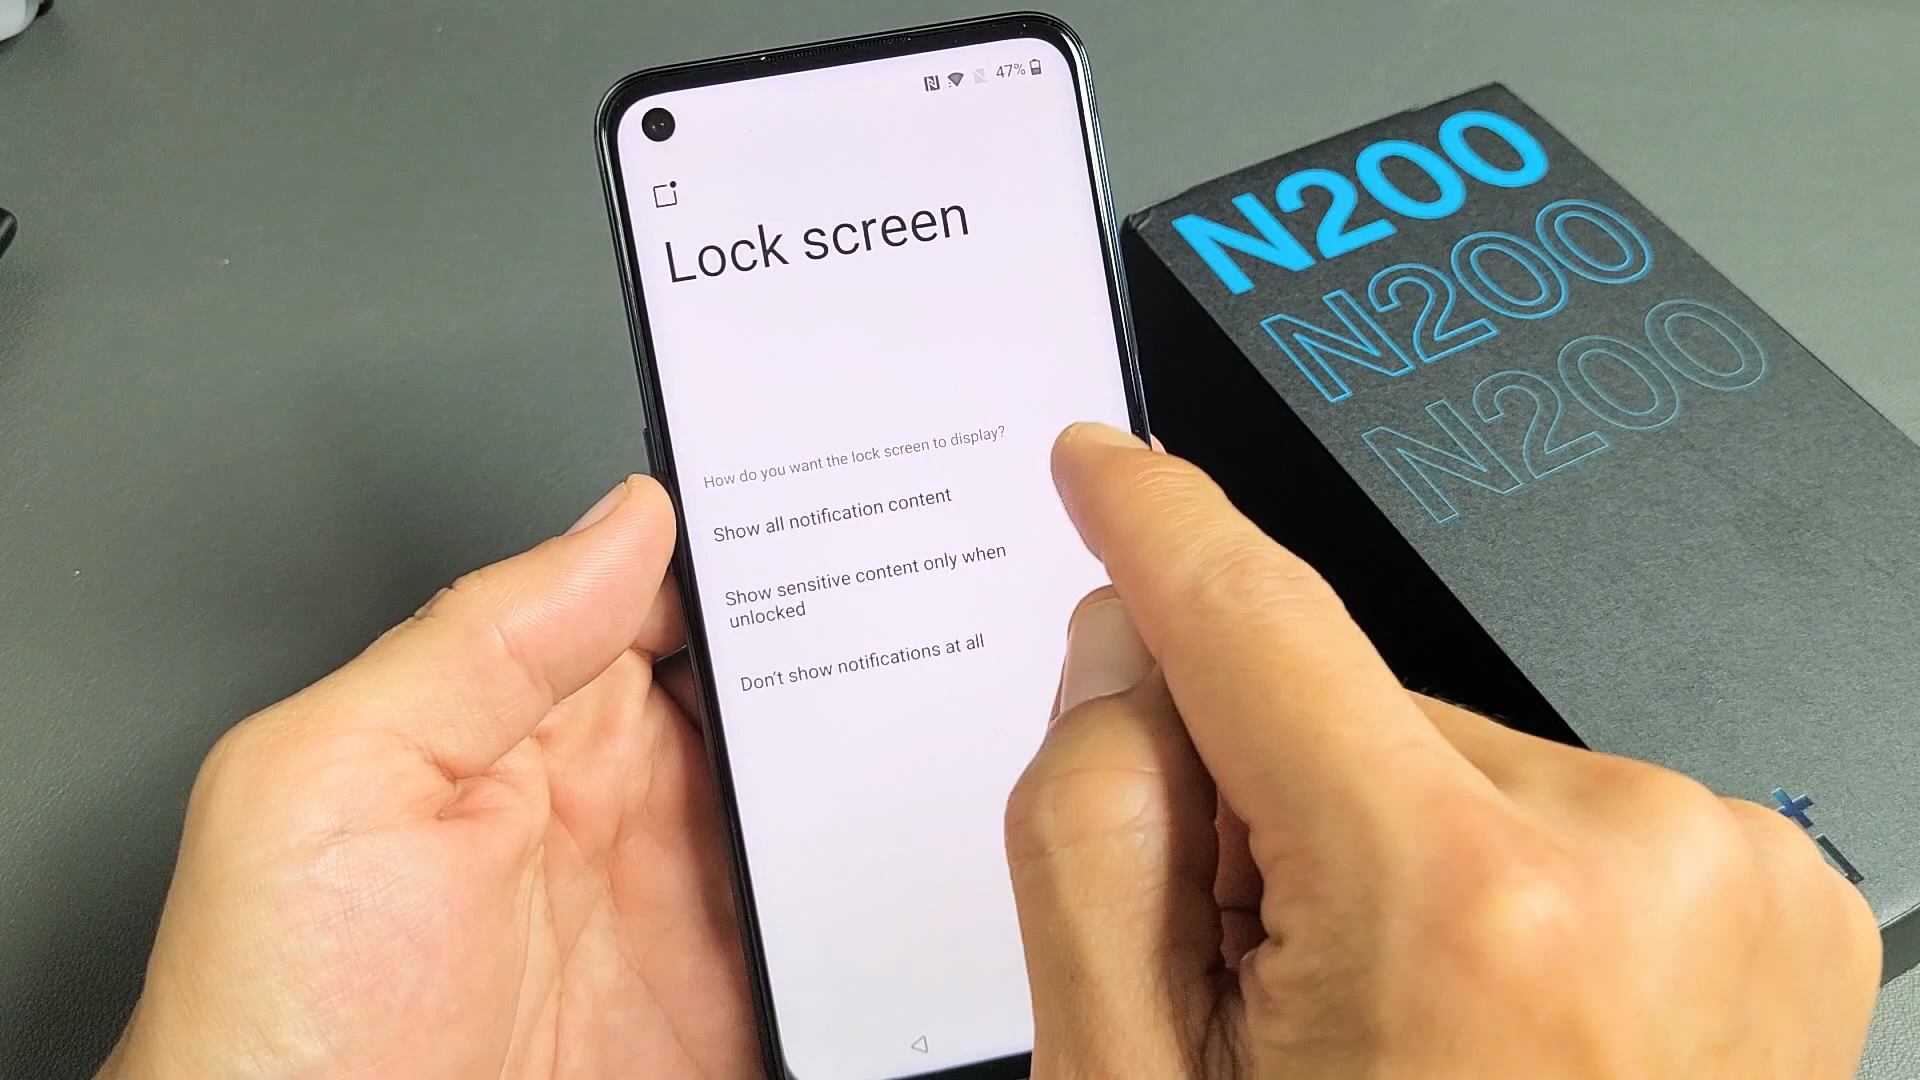 47%
Lock screen
How do you want the lock screen to display?
Show all notification content
Show sensitive content only when
unlocked
Don't show notifications at all
N200
N200
N200